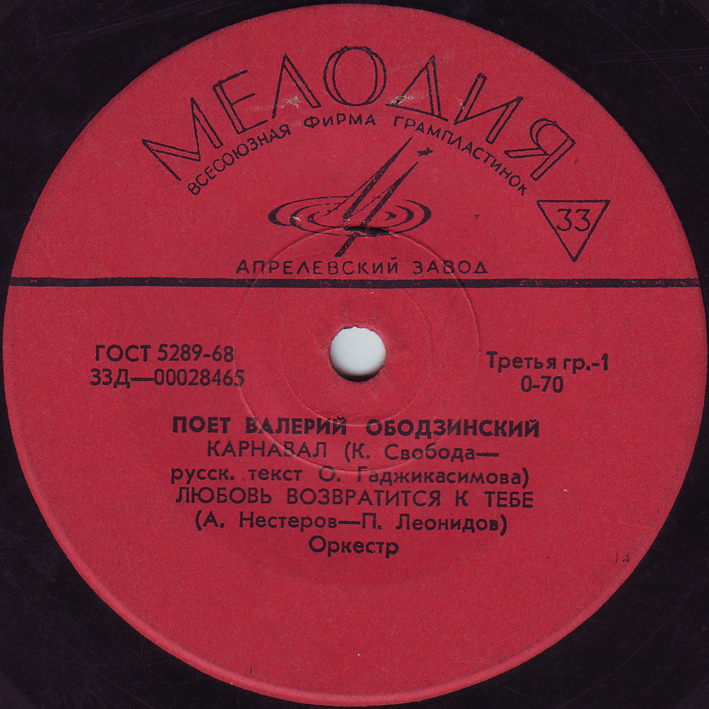 МЕЛОДИЯ
ВСЕСОЮЗНАЯ ФИРМА ГРАМПЛАСТИНОК
33
АПРЕЛЕВСКИЙ ЗАВОД
ГОСТ 5289-68
33Д—00028465
Третья гр.-1
0-70
ПОЕТ ВАЛЕРИЙ ОБОДЗИНСКИЙ
КАРНАВАЛ (К. Свобода—
русск. текст О. Гаджикасимова)
ЛЮБОВЬ ВОЗВРАТИТСЯ К ТЕБЕ
(А. Нестеров—П. Леонидов)
Оркестр
14